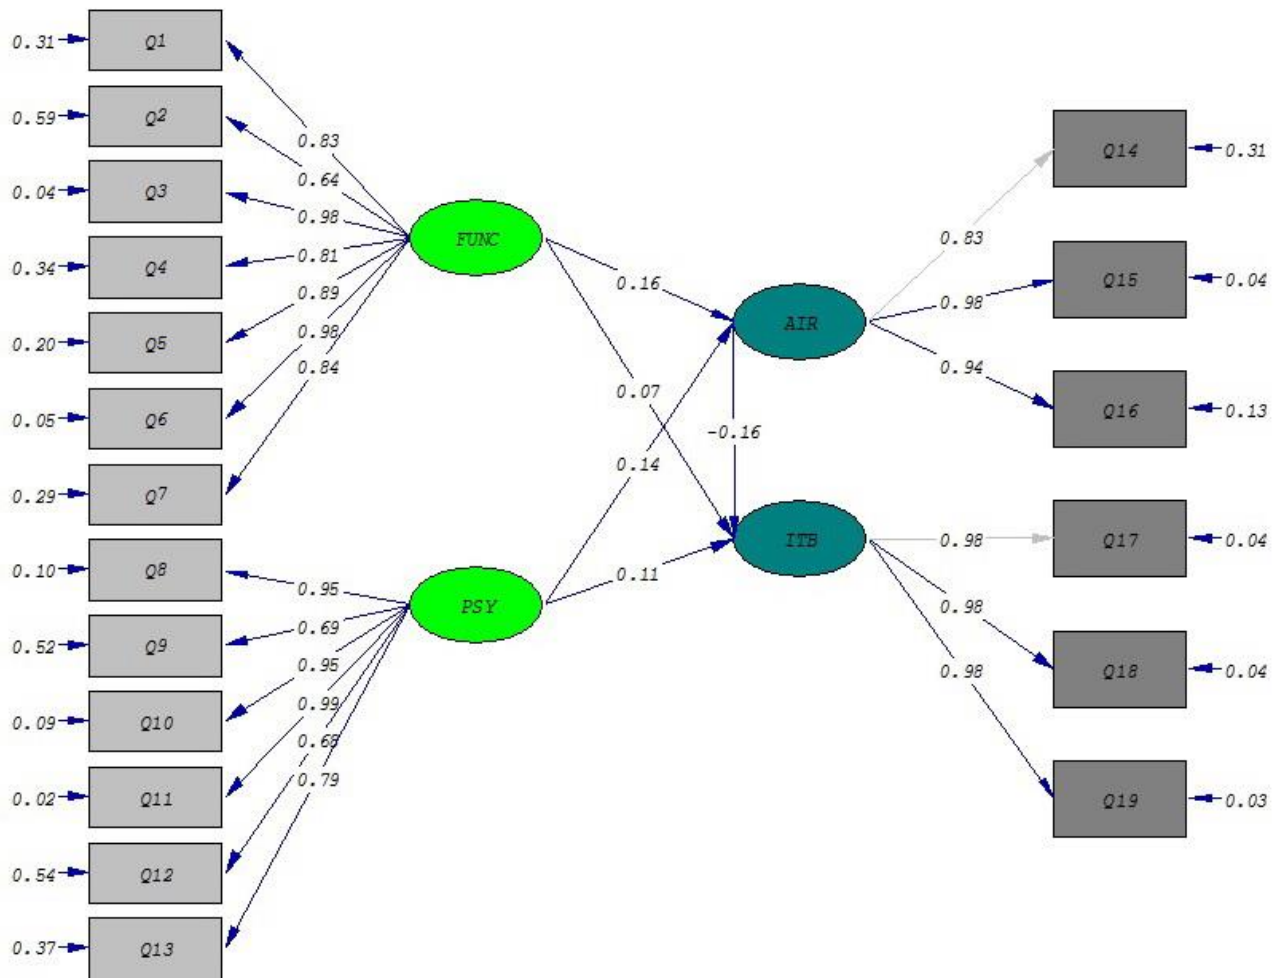 0.31 Q1
0.59 Q2
0.04 Q3
0.34 Q4
0.20 Q5
0.05 Q6
0.29 Q7
0.10 Q8
0.52 Q9
0.09 Q10
0.02 Q11
0.54 Q12
0.37 Q13
0.83
0.64
0.98
0.81
0.89
0.98
0.84
0.95
0.69
0.95
0.99
0.68
0.79
FUNC
PSY
0.16
0.07
-0.16
0.14
0.11
AIR
ITB
0.83
0.98
0.94
0.98
0.98
0.98
Q14 0.31
Q15 0.04
Q16 0.13
Q17 0.04
Q18 0.04
Q19 0.03